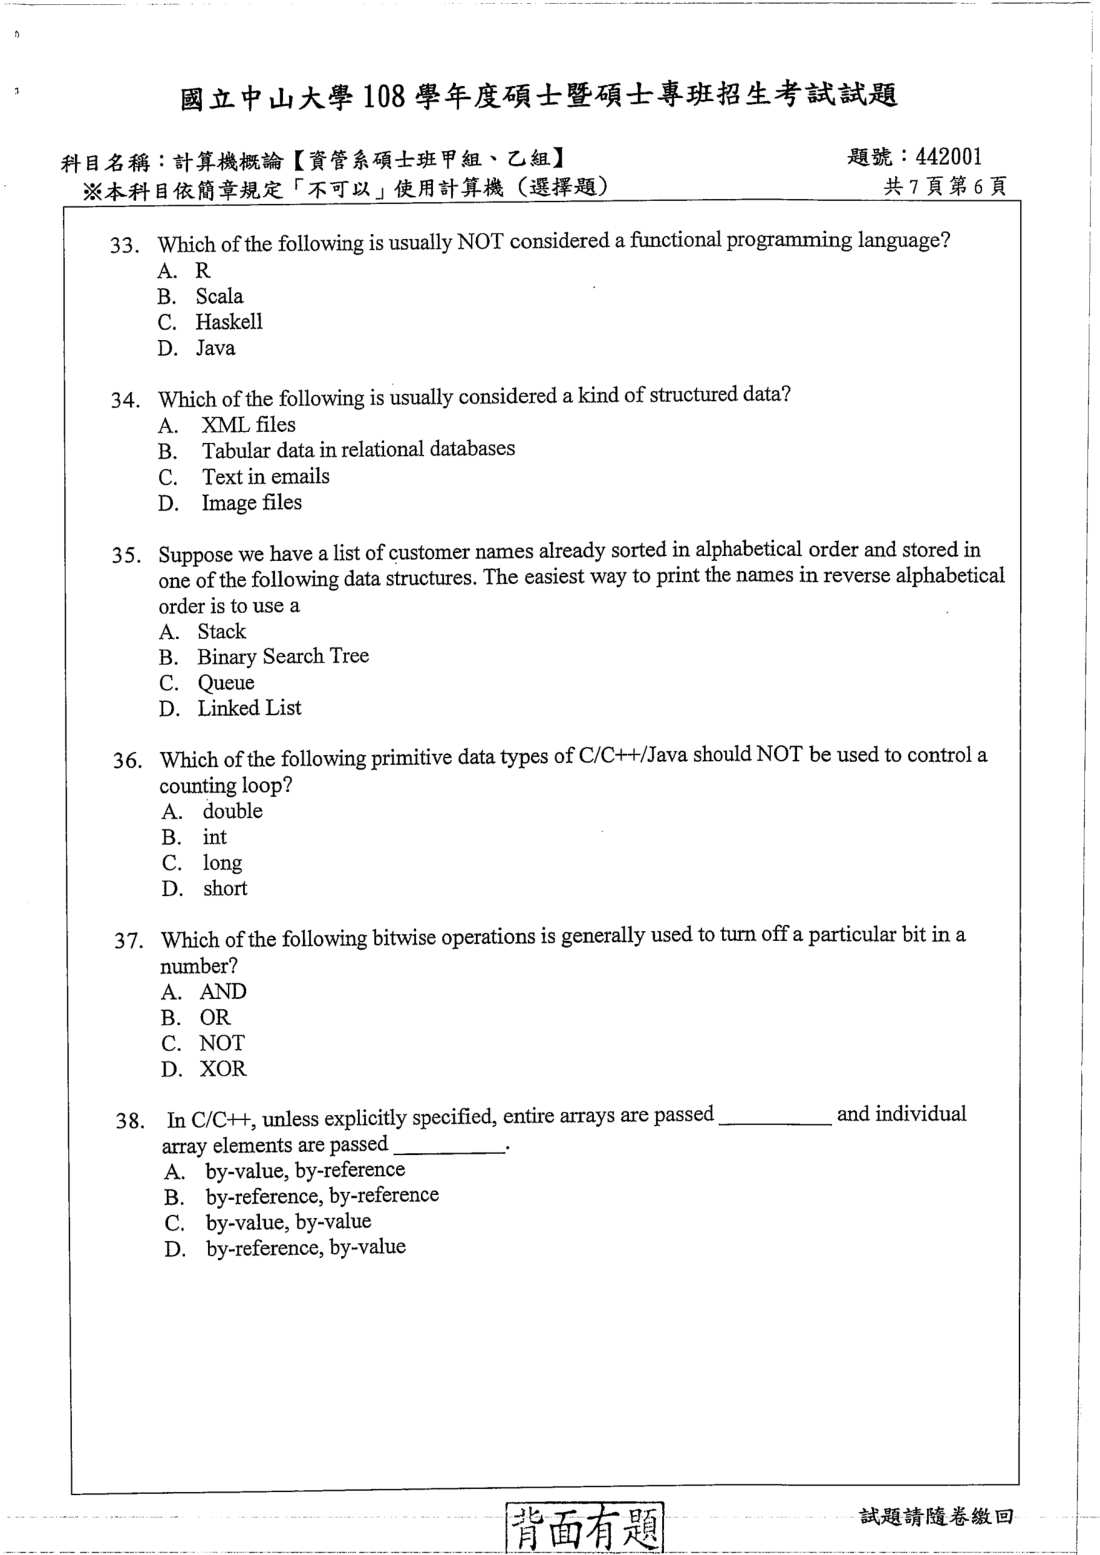 國立中山大學 108 學年度碩士暨碩士專班招生考試試題
科目名稱：計算機概論【資管系碩士班甲組、乙組】
題號：442001
※本科目依簡章規定「不可以」使用計算機（選擇題）
共 7 頁第 6 頁
33. Which of the following is usually NOT considered a functional programming language?
A. R
B. Scala
C. Haskell
D. Java
34. Which of the following is usually considered a kind of structured data?
A. XML files
B. Tabular data in relational databases
C. Text in emails
D. Image files
35. Suppose we have a list of customer names already sorted in alphabetical order and stored in
one of the following data structures. The easiest way to print the names in reverse alphabetical
order is to use a
A. Stack
B. Binary Search Tree
C. Queue
D. Linked List
36. Which of the following primitive data types of C/C++/Java should NOT be used to control a
counting loop?
A. double
B. int
C. long
D. short
37. Which of the following bitwise operations is generally used to turn off a particular bit in a
number?
A. AND
B. OR
C. NOT
D. XOR
38. In C/C++, unless explicitly specified, entire arrays are passed __________ and individual
array elements are passed __________.
A. by-value, by-reference
B. by-reference, by-reference
C. by-value, by-value
D. by-reference, by-value
背面有題
試題請隨卷繳回